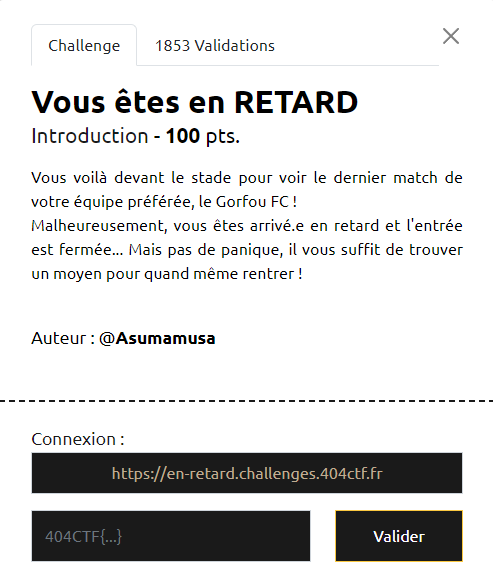 Challenge
1853 Validations
Vous êtes en RETARD
Introduction - 100 pts.
Vous voilà devant le stade pour voir le dernier match de
votre équipe préférée, le Gorfou FC !
Malheureusement, vous êtes arrivé.e en retard et l'entrée
est fermée... Mais pas de panique, il vous suffit de trouver
un moyen pour quand même rentrer !
Auteur : @Asumamusa
Connexion :
https://en-retard.challenges.404ctf.fr
404CTF{...}
Valider